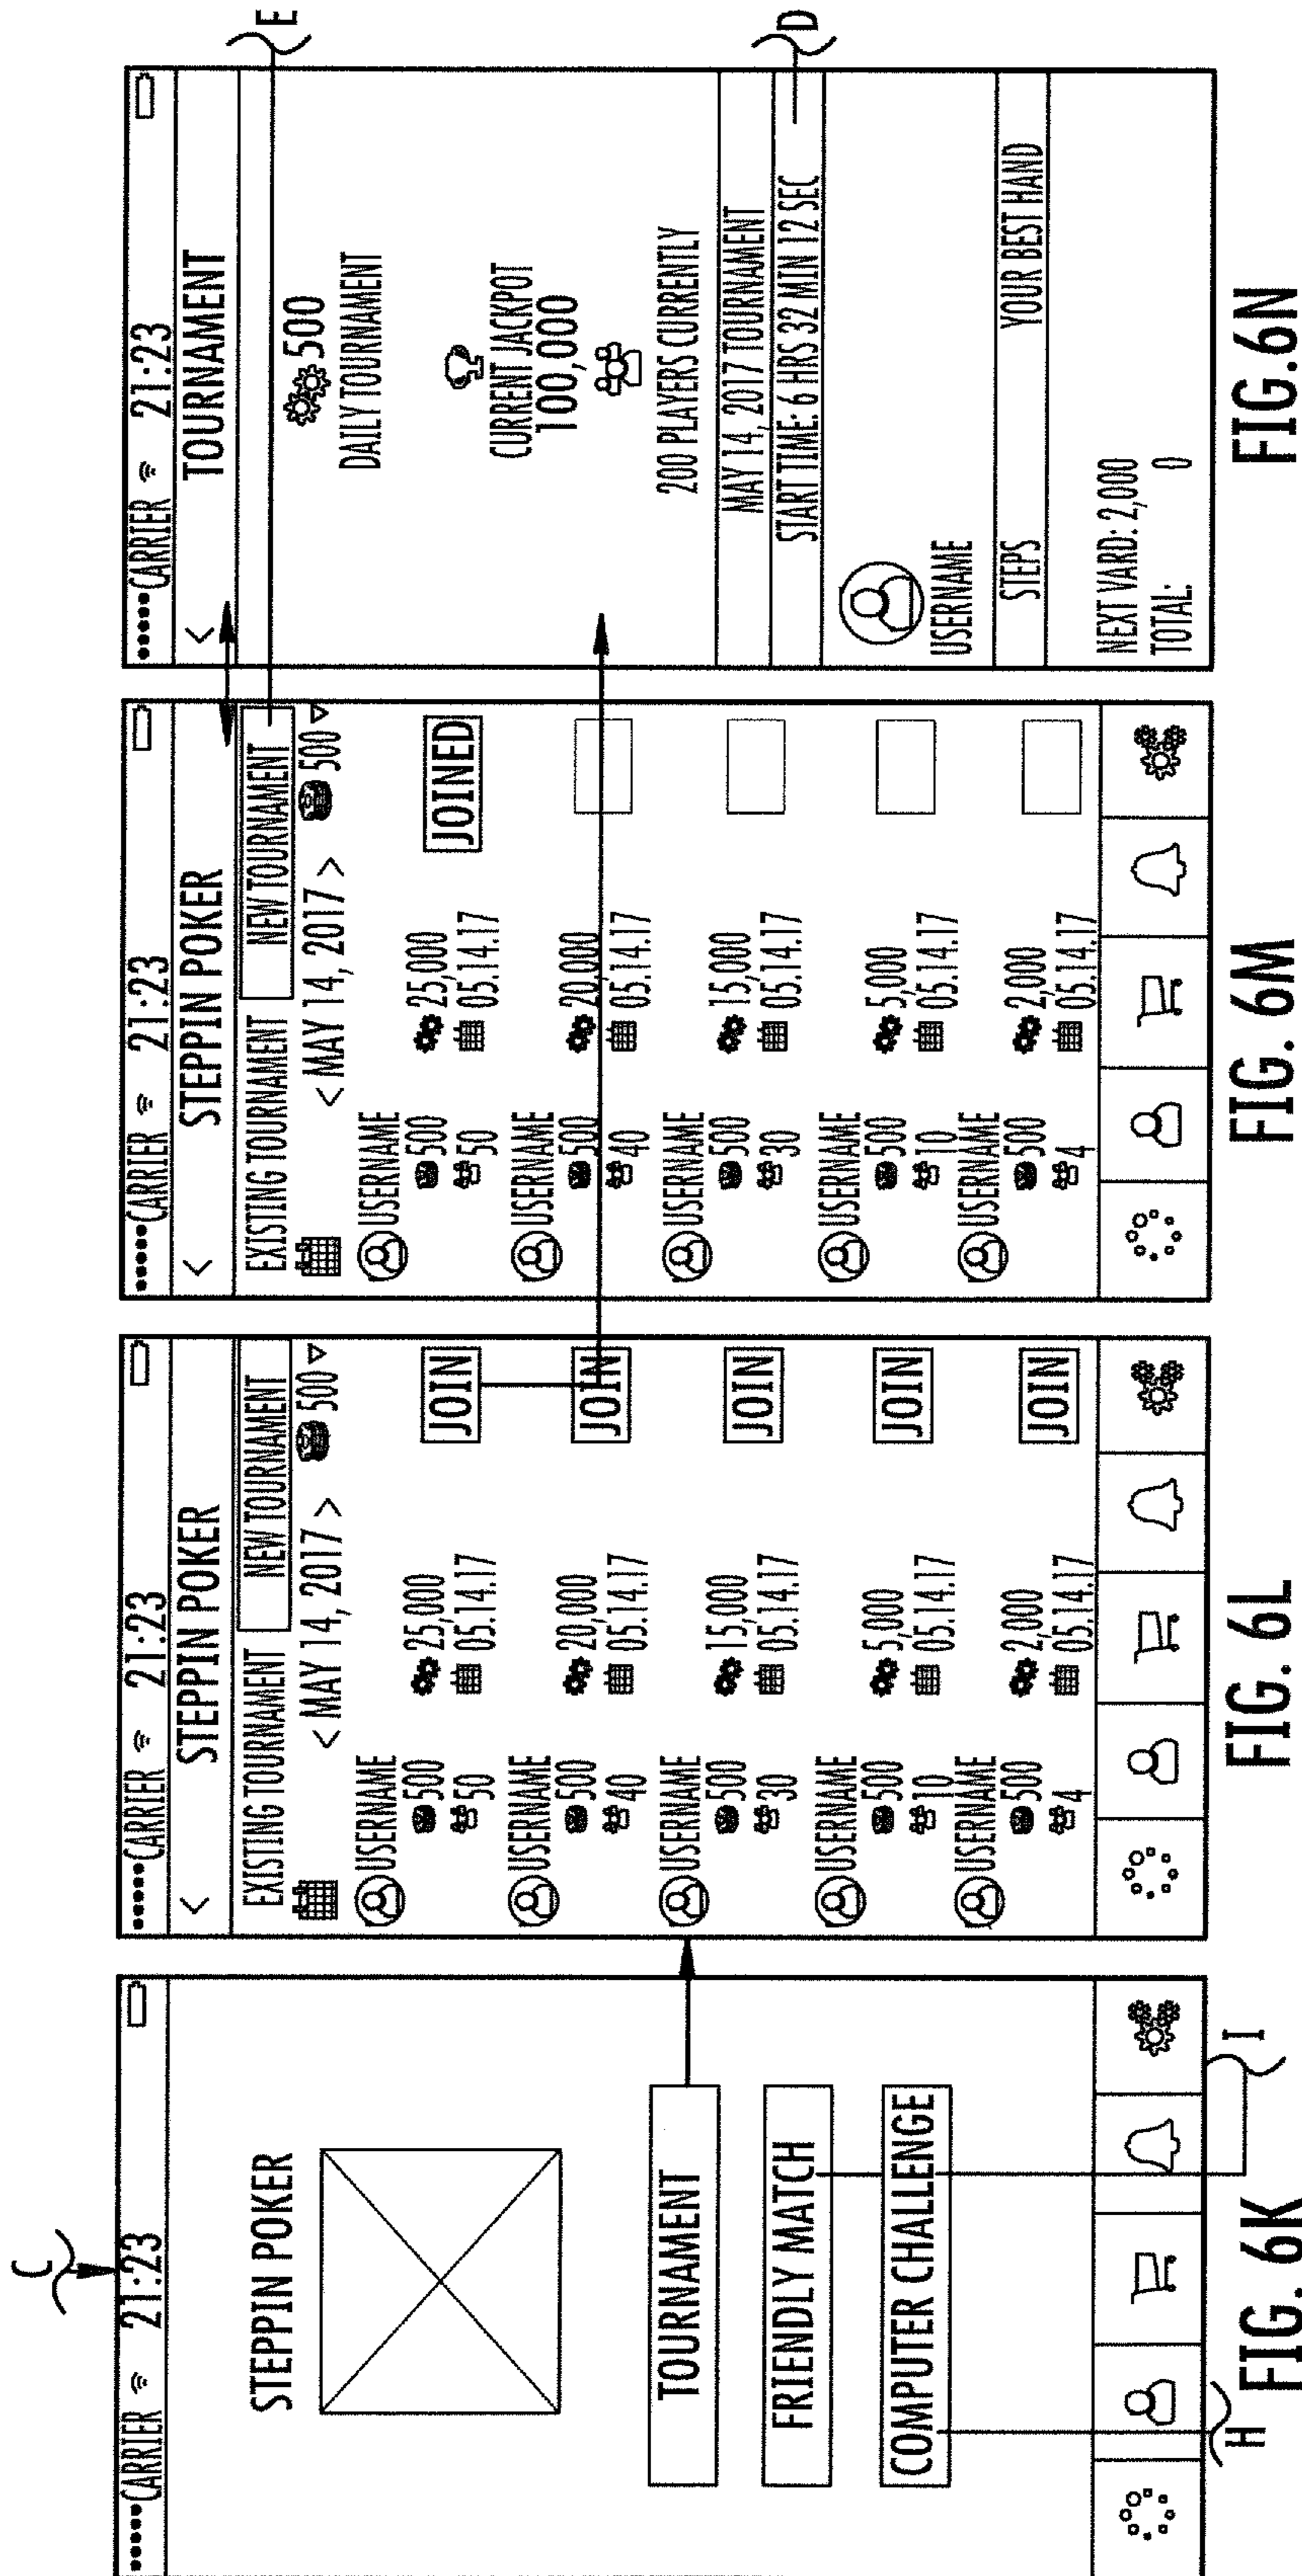 C
CARRIER 21:23
STEPPIN POKER
TOURNAMENT
FRIENDLY MATCH
COMPUTER CHALLENGE
H
I
FIG. 6K
CARRIER 21:23
<
STEPPIN POKER
EXISTING TOURNAMENT NEW TOURNAMENT
< MAY 14, 2017 > 500
USERNAME
500 25,000 JOIN
50 05.14.17
USERNAME
500 20,000 JOIN
40 05.14.17
USERNAME
500 15,000 JOIN
30 05.14.17
USERNAME
500 5,000 JOIN
10 05.14.17
USERNAME
500 2,000 JOIN
4 05.14.17
FIG. 6L
CARRIER 21:23
<
STEPPIN POKER
EXISTING TOURNAMENT NEW TOURNAMENT
< MAY 14, 2017 > 500
USERNAME
500 25,000 JOINED
50 05.14.17
USERNAME
500 20,000
40 05.14.17
USERNAME
500 15,000
30 05.14.17
USERNAME
500 5,000
10 05.14.17
USERNAME
500 2,000
4 05.14.17
FIG. 6M
CARRIER 21:23
<
TOURNAMENT
E
500
DAILY TOURNAMENT
CURRENT JACKPOT
100,000
200 PLAYERS CURRENTLY
MAY 14, 2017 TOURNAMENT
START TIME: 6 HRS 32 MIN 12 SEC
D
USERNAME
STEPS YOUR BEST HAND
NEXT VARD: 2,000
TOTAL: 0
FIG.6N